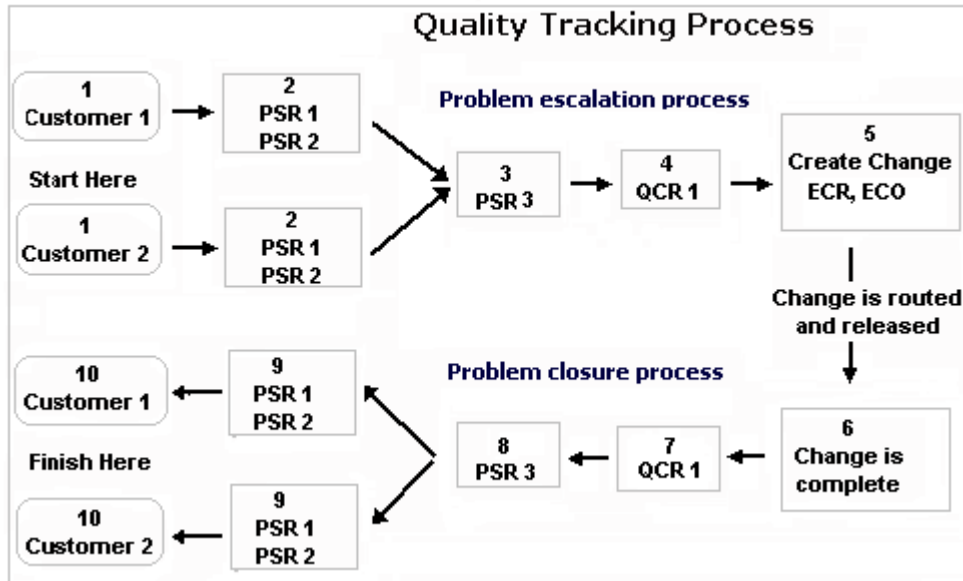 Quality Tracking Process
1
Customer 1
2
PSR 1
PSR 2
Problem escalation process
Start Here
3
PSR 3
4
QCR 1
5
Create Change
ECR, ECO
1
Customer 2
2
PSR 1
PSR 2
Change is routed
and released
10
Customer 1
9
PSR 1
PSR 2
Problem closure process
Finish Here
8
PSR 3
7
QCR 1
6
Change is
complete
10
Customer 2
9
PSR 1
PSR 2